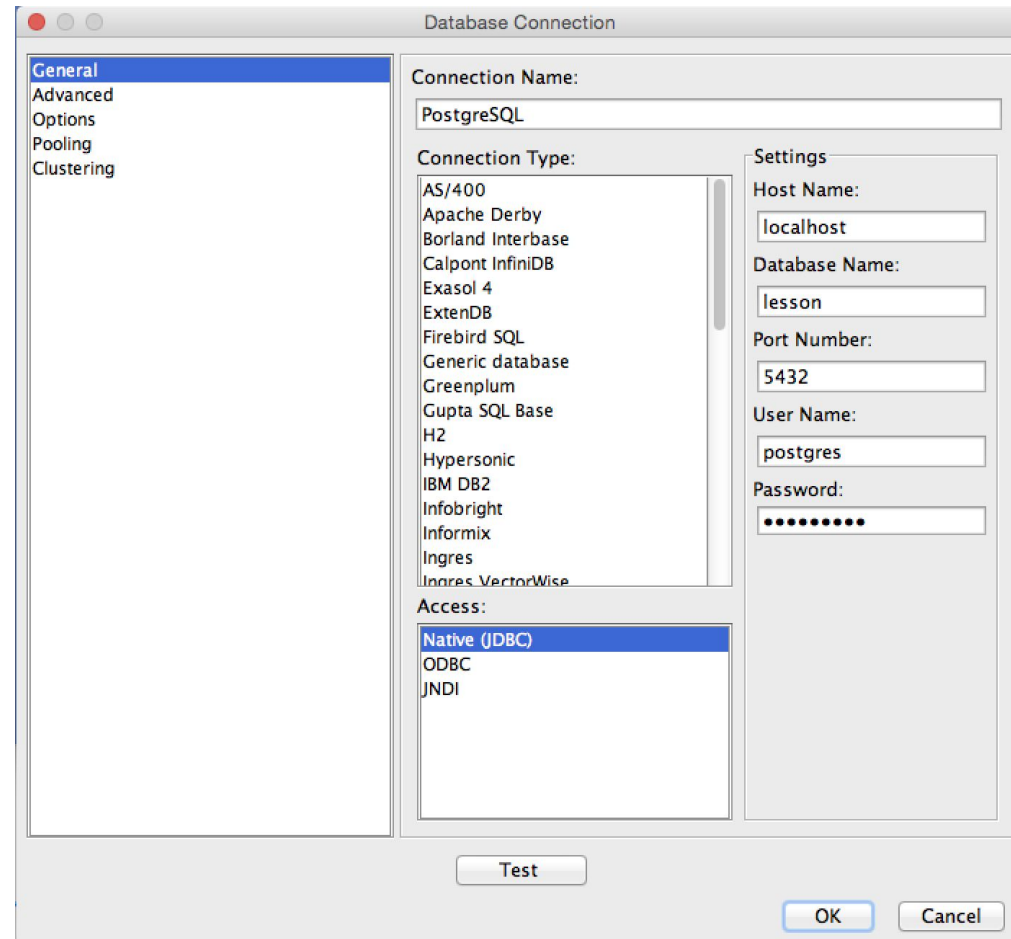 Database Connection
General
Advanced
Options
Pooling
Clustering
Connection Name:
PostgreSQL
Connection Type:
AS/400
Apache Derby
Borland Interbase
Calpont InfiniDB
Exasol 4
ExtenDB
Firebird SQL
Generic database
Greenplum
Gupta SQL Base
H2
Hypersonic
IBM DB2
Infobright
Informix
Ingres
Ingres VectorWise
Access:
Native (JDBC)
ODBC
JNDI
Settings
Host Name:
localhost
Database Name:
lesson
Port Number:
5432
User Name:
postgres
Password:
•••••••••
Test
OK
Cancel